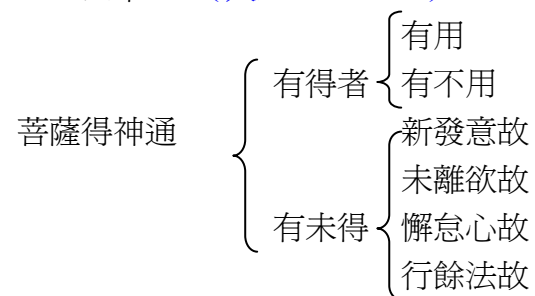 有用
有得者
有不用
菩薩得神通
新發意故
未離欲故
有未得
懈怠心故
行餘法故